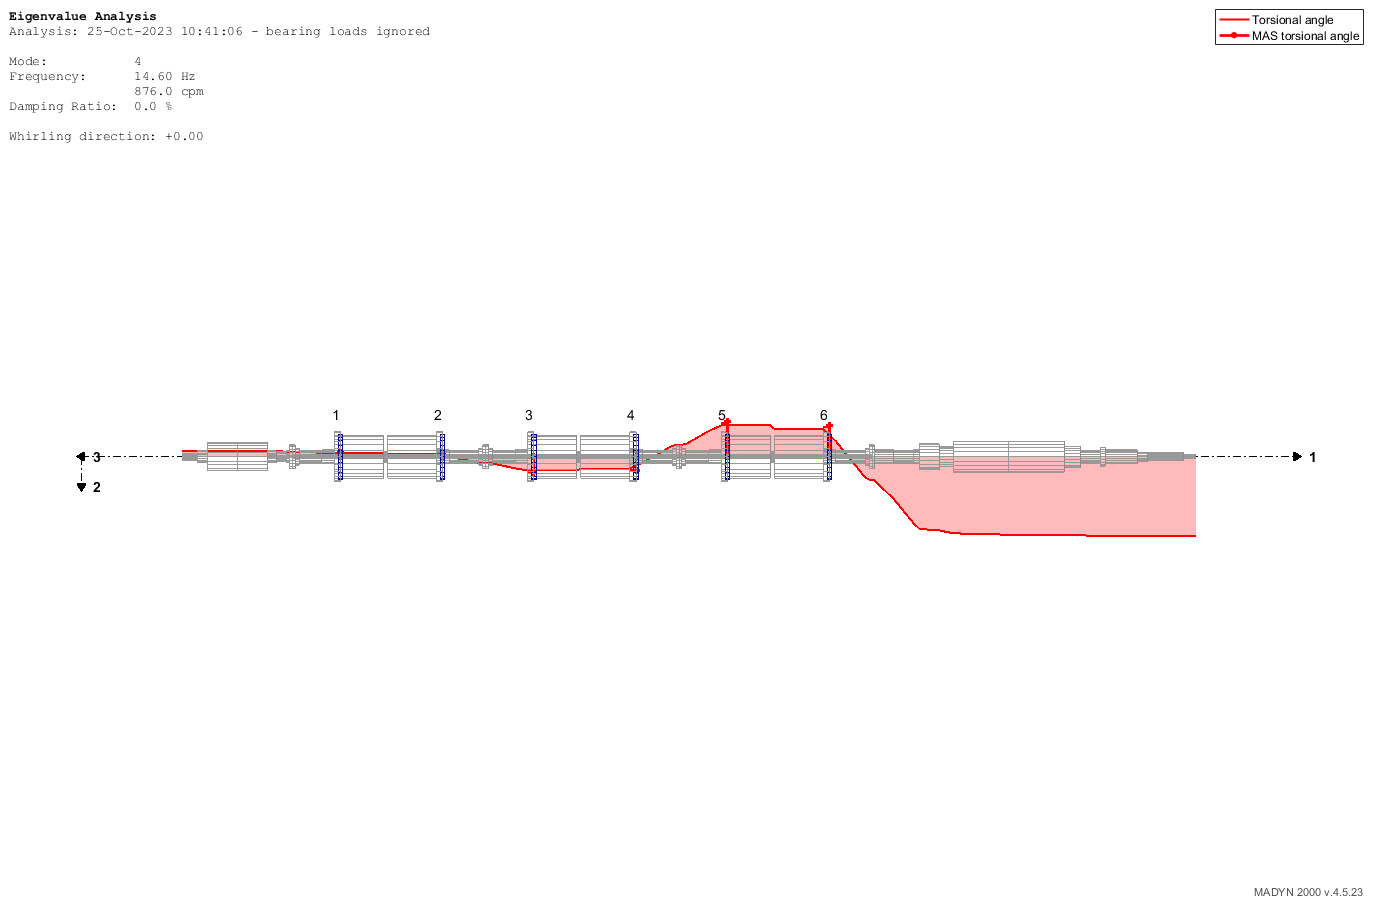 Eigenvalue Analysis
Analysis: 25-Oct-2023 10:41:06 - bearing loads ignored
Mode: 4
Frequency: 14.60 Hz
876.0 cpm
Damping Ratio: 0.0 %
Whirling direction: +0.00
Torsional angle
MAS torsional angle
1 2 3 4 5 6
3 1
2
MADYN 2000 v.4.5.23